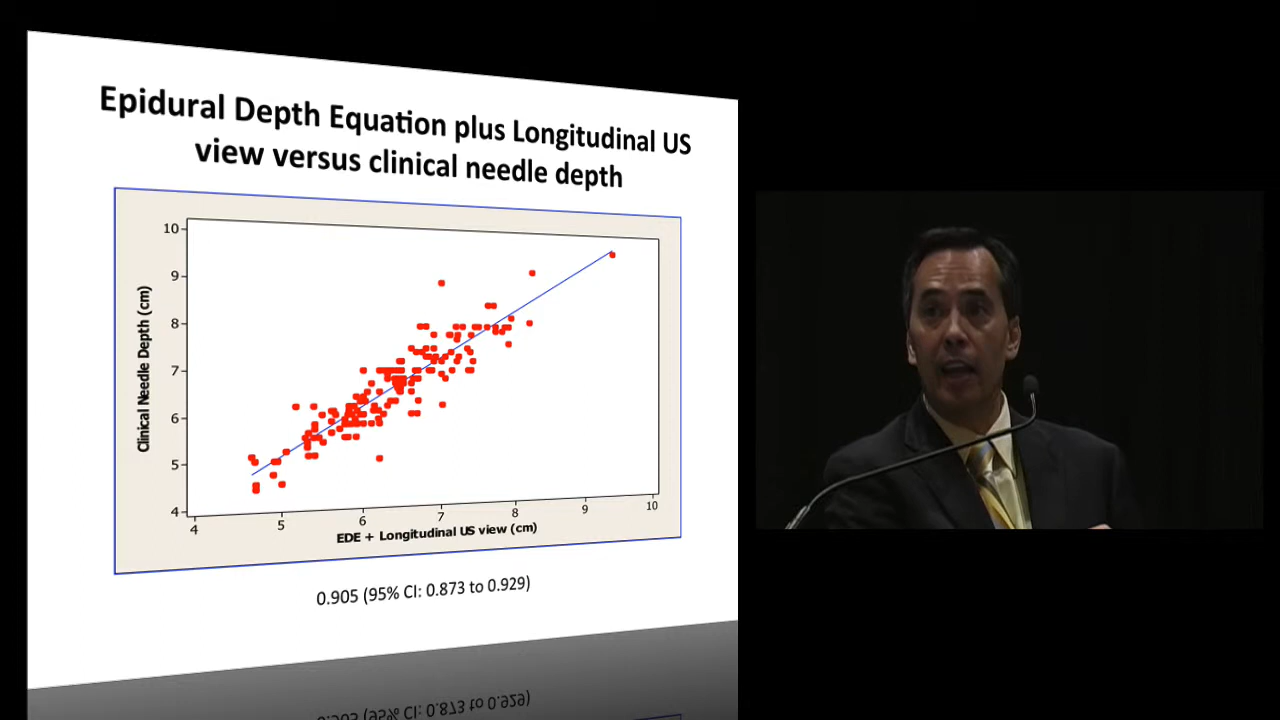 Epidural Depth Equation plus Longitudinal US
view versus clinical needle depth
10
9
8
7
6
5
4
Clinical Needle Depth (cm)
4 5 6 7 8 9 10
EDE + Longitudinal US view (cm)
0.905 (95% CI: 0.873 to 0.929)